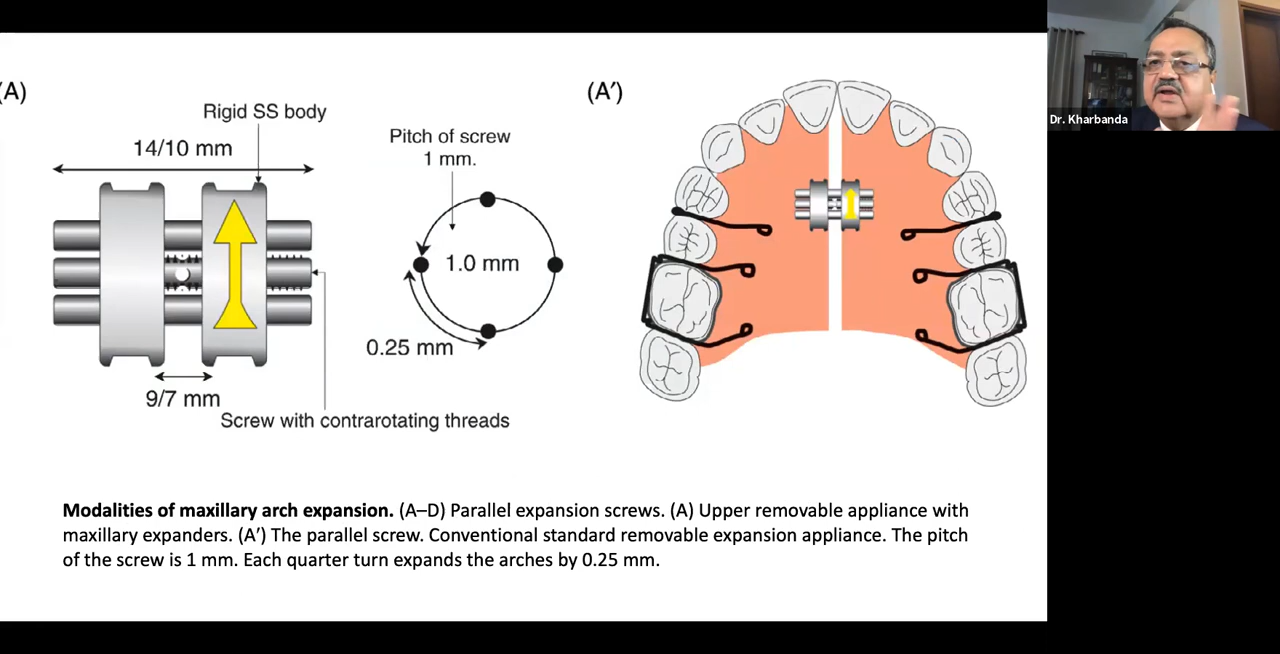 (A)
Rigid SS body
14/10 mm
Pitch of screw
1 mm.
1.0 mm
0.25 mm
9/7 mm
Screw with contrarotating threads
(A’)
Dr. Kharbanda
Modalities of maxillary arch expansion. (A–D) Parallel expansion screws. (A) Upper removable appliance with
maxillary expanders. (A’) The parallel screw. Conventional standard removable expansion appliance. The pitch
of the screw is 1 mm. Each quarter turn expands the arches by 0.25 mm.